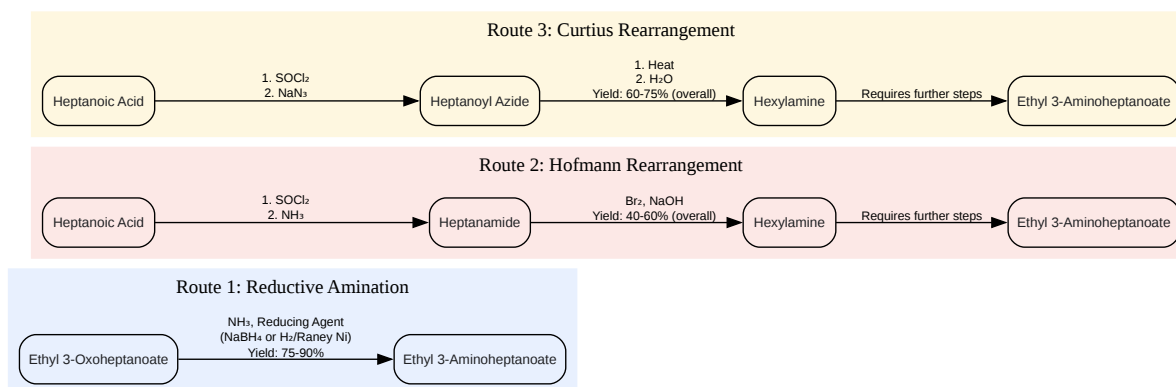 Route 3: Curtius Rearrangement
Heptanoic Acid
1. SOCl₂
2. NaN₃
Heptanoyl Azide
1. Heat
2. H₂O
Yield: 60-75% (overall)
Hexylamine
Requires further steps
Ethyl 3-Aminoheptanoate
Route 2: Hofmann Rearrangement
Heptanoic Acid
1. SOCl₂
2. NH₃
Heptanamide
Br₂, NaOH
Yield: 40-60% (overall)
Hexylamine
Requires further steps
Ethyl 3-Aminoheptanoate
Route 1: Reductive Amination
Ethyl 3-Oxoheptanoate
NH₃, Reducing Agent
(NaBH₄ or H₂/Raney Ni)
Yield: 75-90%
Ethyl 3-Aminoheptanoate